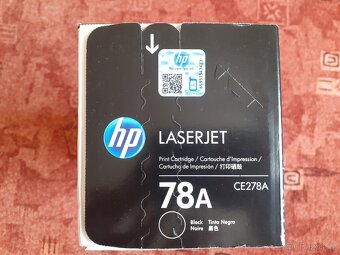 hp
hp
LASERJET
Print Cartridge / Cartouche d'Impression /
Cartucho de Impresión / 打印硒鼓
78A
CE278A
Black Tinta Negra
Noire 黑色